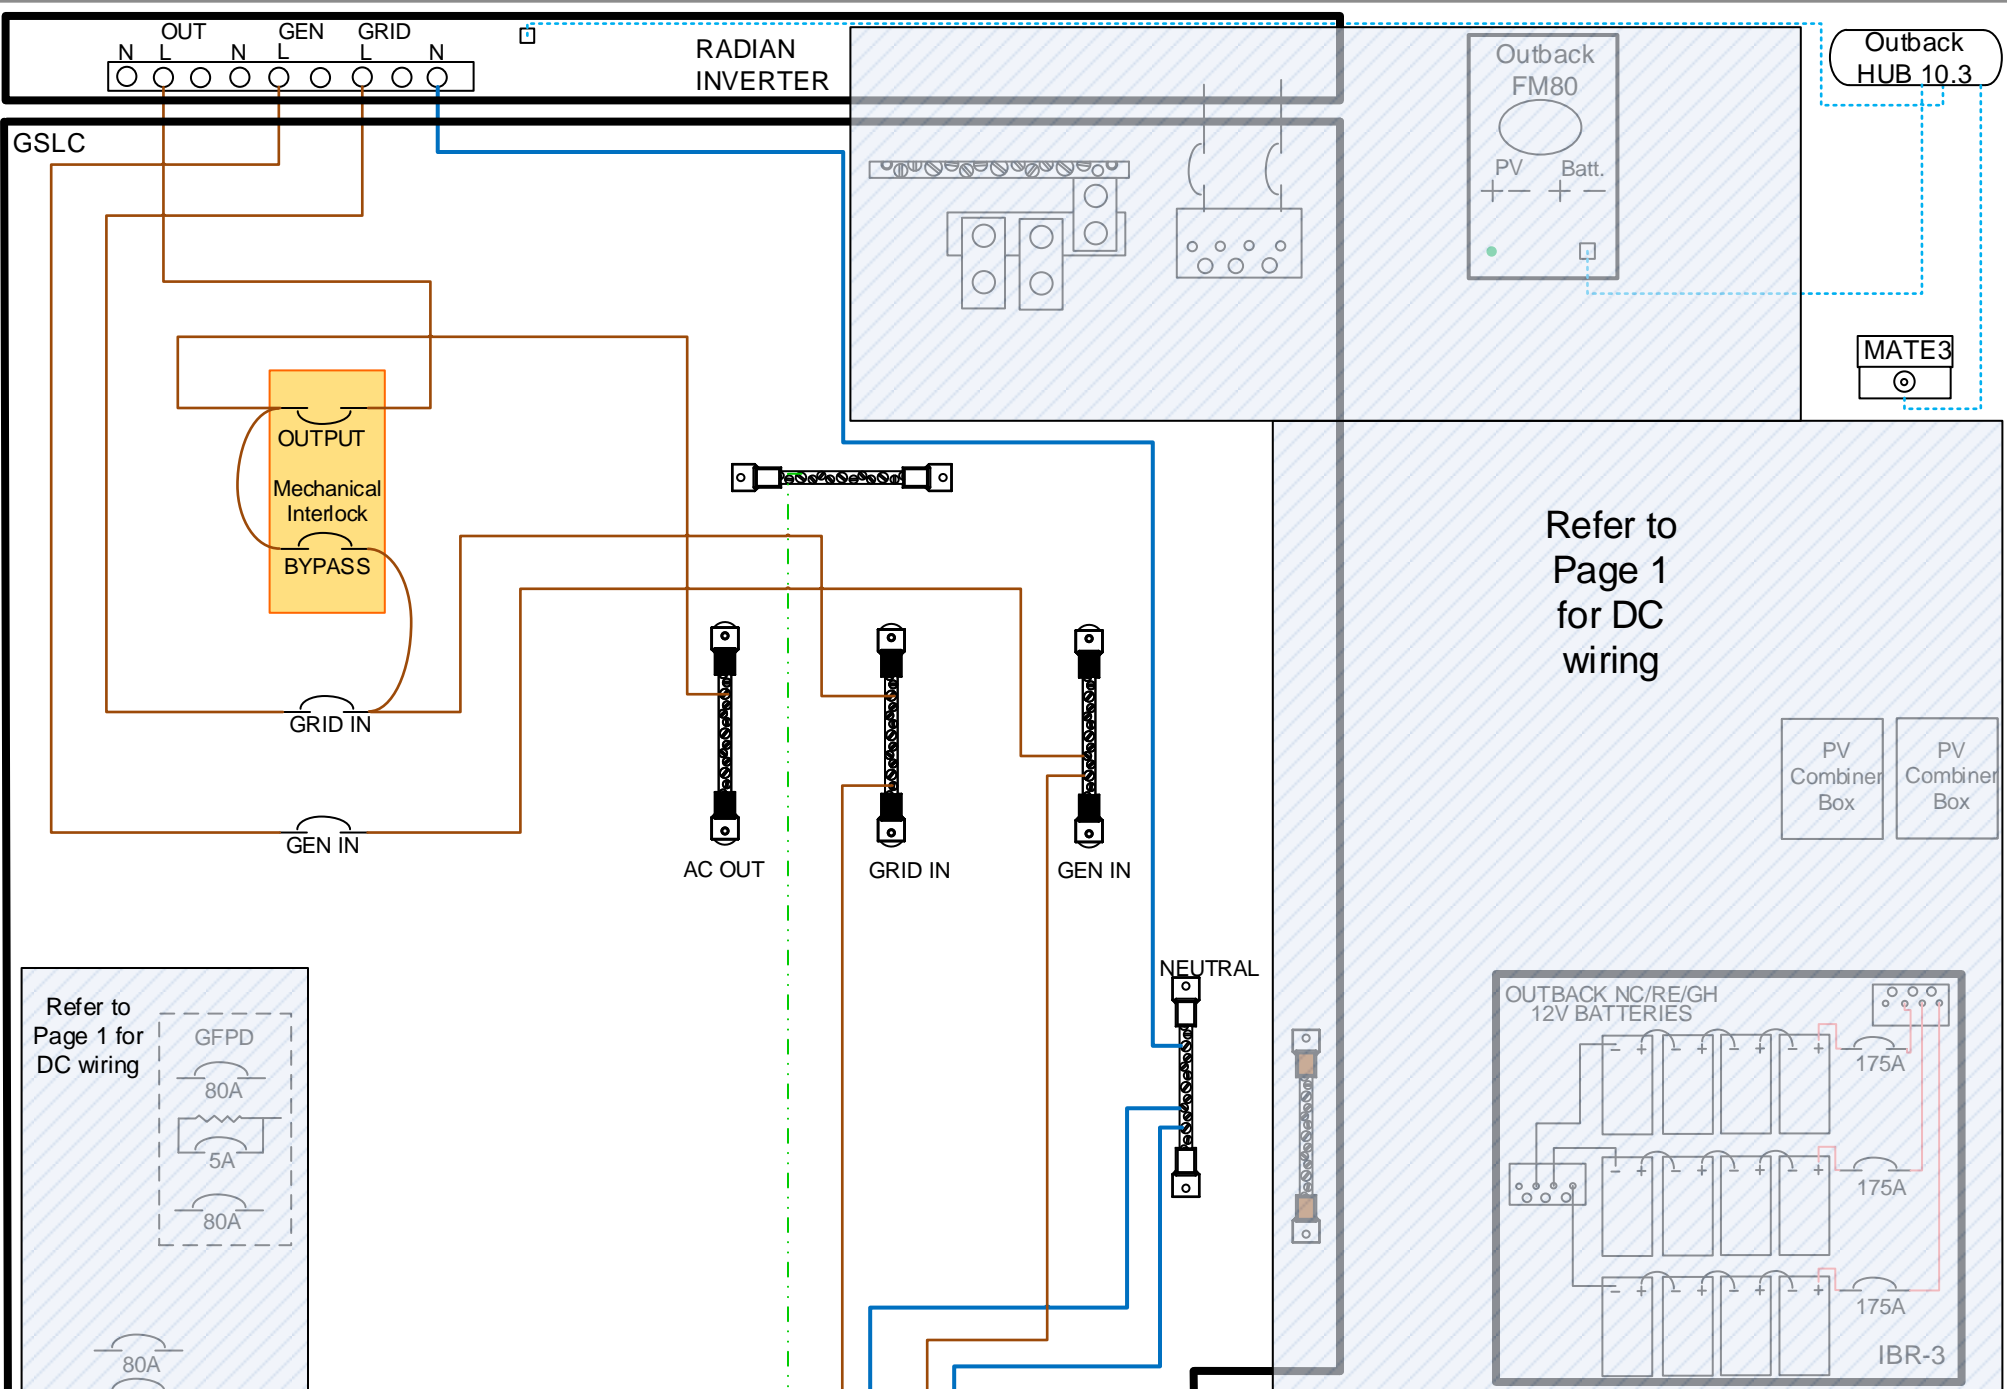 OUT GEN GRID
N L N L L N
RADIAN
INVERTER
Outback
FM80
PV Batt.
Outback
HUB 10.3
GSLC
MATE3
OUTPUT
Mechanical
Interlock
BYPASS
GRID IN
GEN IN
AC OUT
GRID IN
GEN IN
NEUTRAL
Refer to
Page 1
for DC
wiring
PV
Combiner
Box
PV
Combiner
Box
Refer to
Page 1 for
DC wiring
GFPD
80A
5A
80A
80A
OUTBACK NC/RE/GH
12V BATTERIES
- + - + - + - +
175A
- + - + - + - +
175A
- + - + - + - +
175A
IBR-3